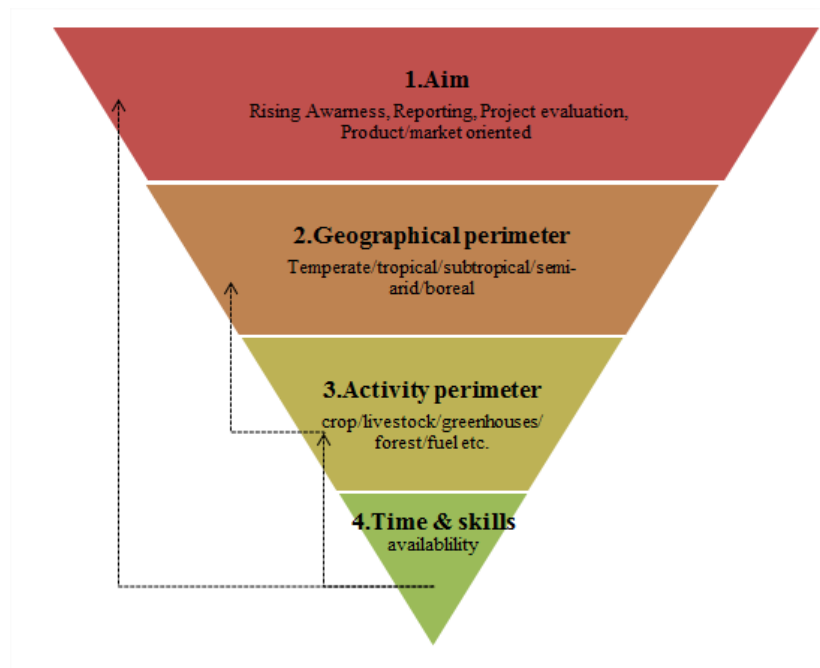 1.Aim
Rising Awarness, Reporting, Project evaluation,
Product/market oriented
2.Geographical perimeter
Temperate/tropical/subtropical/semi-
arid/boreal
3.Activity perimeter
crop/livestock/greenhouses/
forest/fuel etc.
4.Time & skills
availablility